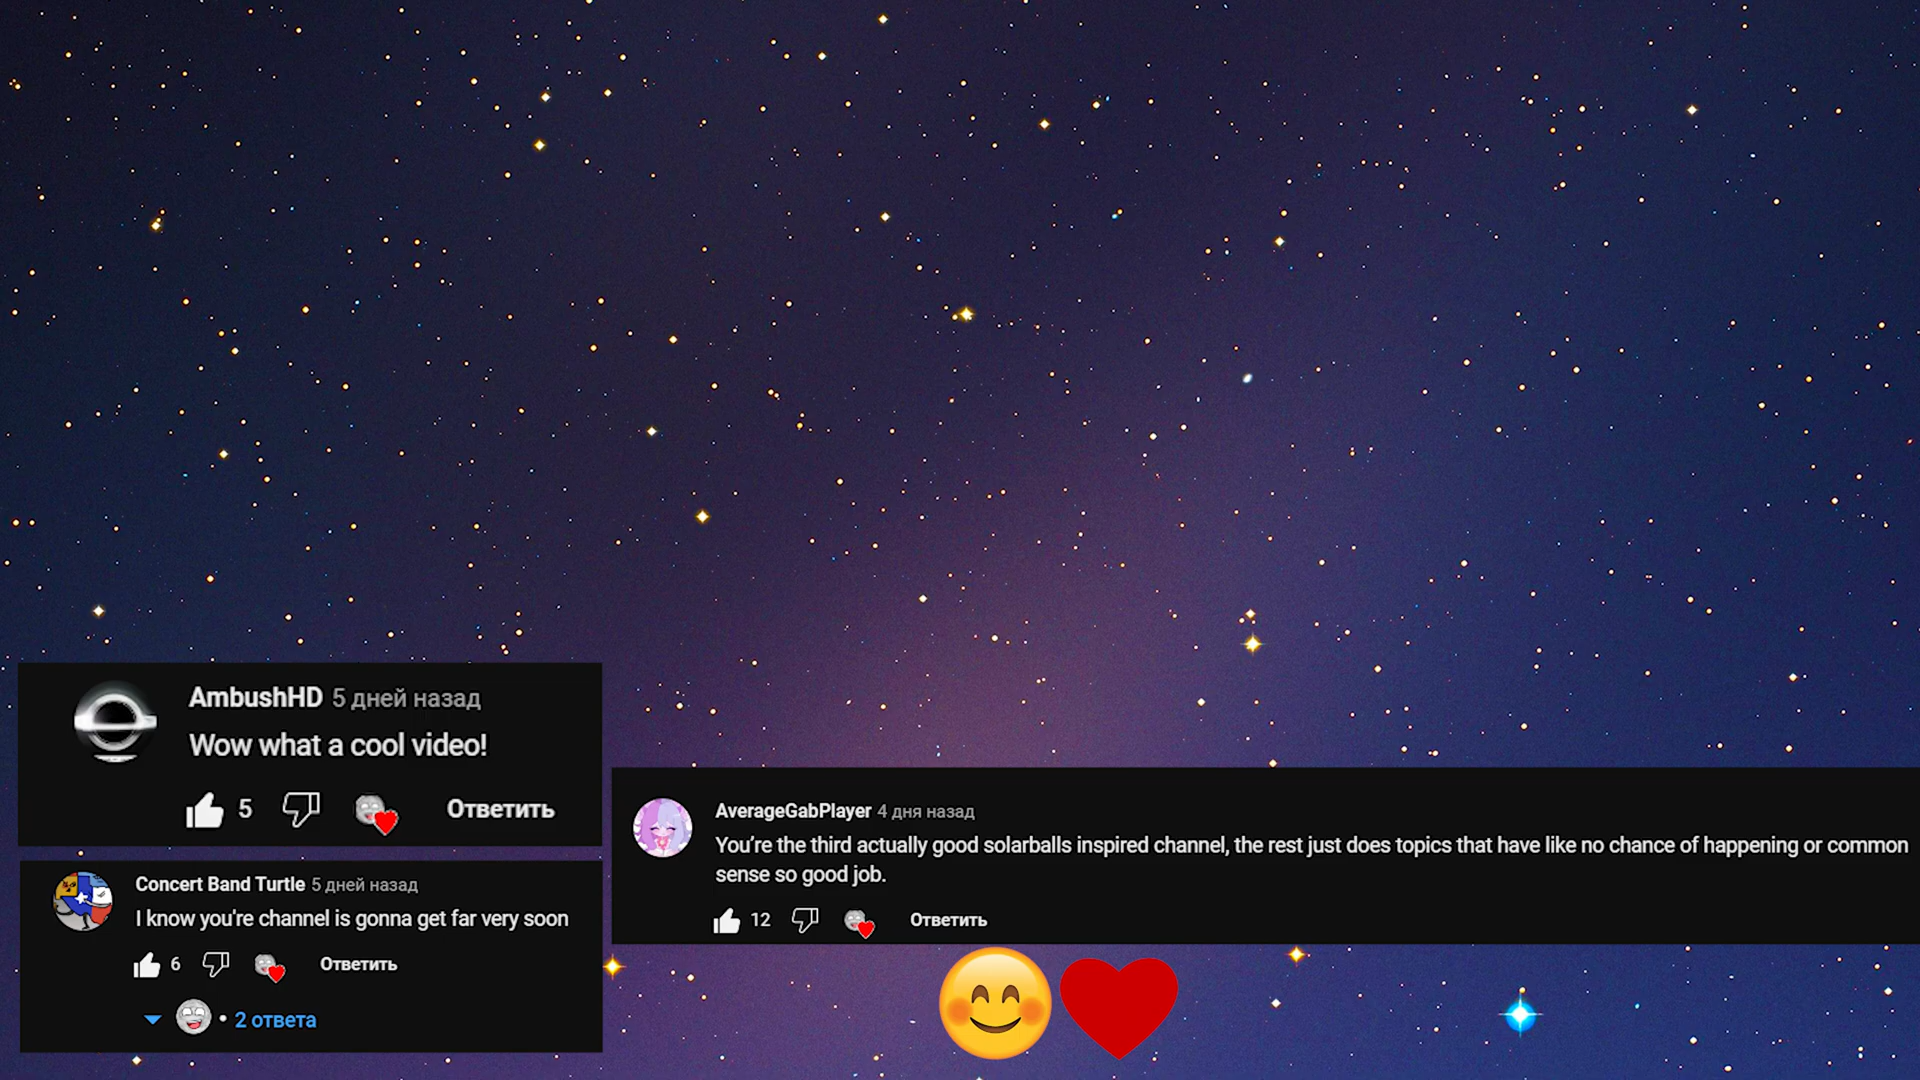 AmbushHD 5 дней назад
Wow what a cool video!
5 Ответить
Concert Band Turtle 5 дней назад
I know you're channel is gonna get far very soon
6 Ответить
• 2 ответа
AverageGabPlayer 4 дня назад
You're the third actually good solarballs inspired channel, the rest just does topics that have like no chance of happening or common
sense so good job.
12 Ответить